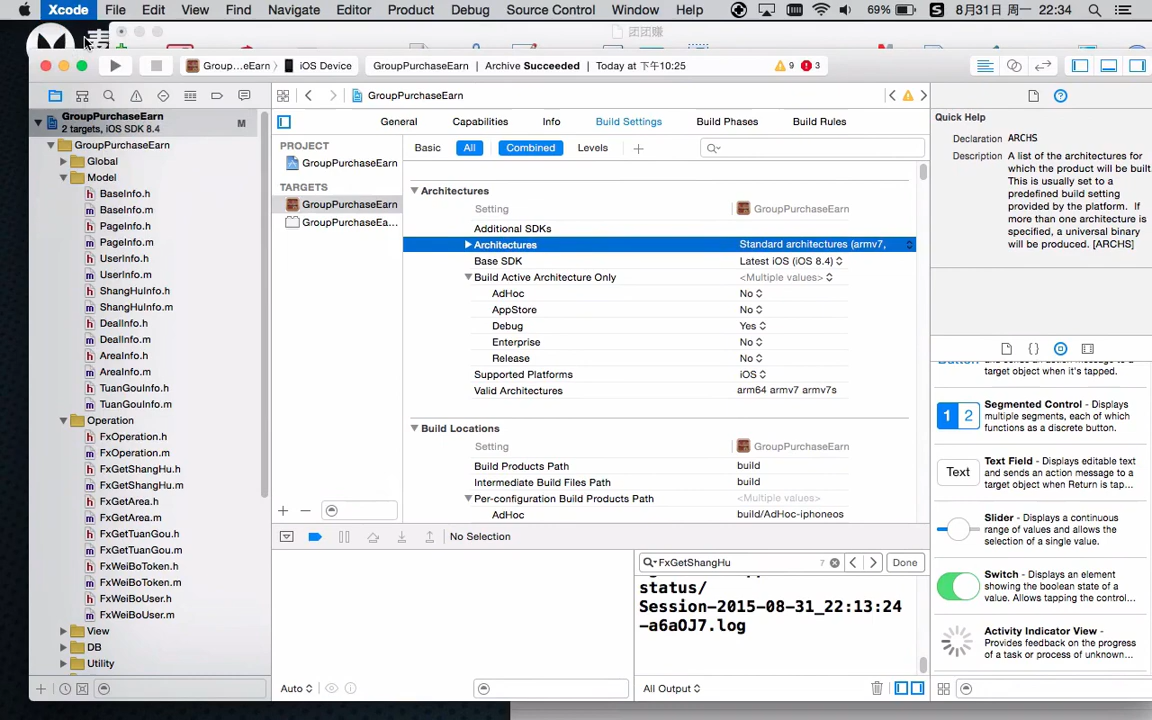 Xcode File Edit View Find Navigate Editor Product Debug Source Control Window Help 69% 8月31日 周一 22:34
团团赚
Group...eEarn iOS Device GroupPurchaseEarn Archive Succeeded Today at 下午10:25 9 3
GroupPurchaseEarn
GroupPurchaseEarn
2 targets, iOS SDK 8.4 M
GroupPurchaseEarn
Global
Model
h BaseInfo.h
m BaseInfo.m
h PageInfo.h
m PageInfo.m
h UserInfo.h
m UserInfo.m
h ShangHuInfo.h
m ShangHuInfo.m
h DealInfo.h
m DealInfo.m
h AreaInfo.h
m AreaInfo.m
h TuanGouInfo.h
m TuanGouInfo.m
Operation
h FxOperation.h
m FxOperation.m
h FxGetShangHu.h
m FxGetShangHu.m
h FxGetArea.h
m FxGetArea.m
h FxGetTuanGou.h
m FxGetTuanGou.m
h FxWeiBoToken.h
m FxWeiBoToken.m
h FxWeiBoUser.h
m FxWeiBoUser.m
View
DB
Utility
General Capabilities Info Build Settings Build Phases Build Rules
PROJECT
GroupPurchaseEarn
TARGETS
GroupPurchaseEarn
GroupPurchaseEa...
Basic All Combined Levels
Architectures
Setting GroupPurchaseEarn
Additional SDKs
Architectures Standard architectures (armv7,
Base SDK Latest iOS (iOS 8.4)
Build Active Architecture Only <Multiple values>
AdHoc No
AppStore No
Debug Yes
Enterprise No
Release No
Supported Platforms iOS
Valid Architectures arm64 armv7 armv7s
Build Locations
Setting GroupPurchaseEarn
Build Products Path build
Intermediate Build Files Path build
Per-configuration Build Products Path <Multiple values>
AdHoc build/AdHoc-iphoneos
No Selection
FxGetShangHu 7 Done
status/
Session-2015-08-31_22:13:24
-a6a0J7.log
Auto
All Output
Quick Help
Declaration ARCHS
Description A list of the architectures for
which the product will be built.
This is usually set to a
predefined build setting
provided by the platform. If
more than one architecture is
specified, a universal
binary will be produced. [ARCHS]
target object when it's tapped.
1 2 Segmented Control - Displays
multiple segments, each of which
functions as a discrete button.
Text Text Field - Displays editable text
and sends an action message to a
target object when Return is tap...
Slider - Displays a continuous
range of values and allows the
selection of a single value.
Switch - Displays an element
showing the boolean state of a
value. Allows tapping the control...
Activity Indicator View -
Provides feedback on the progress
of a task or process of unknown...